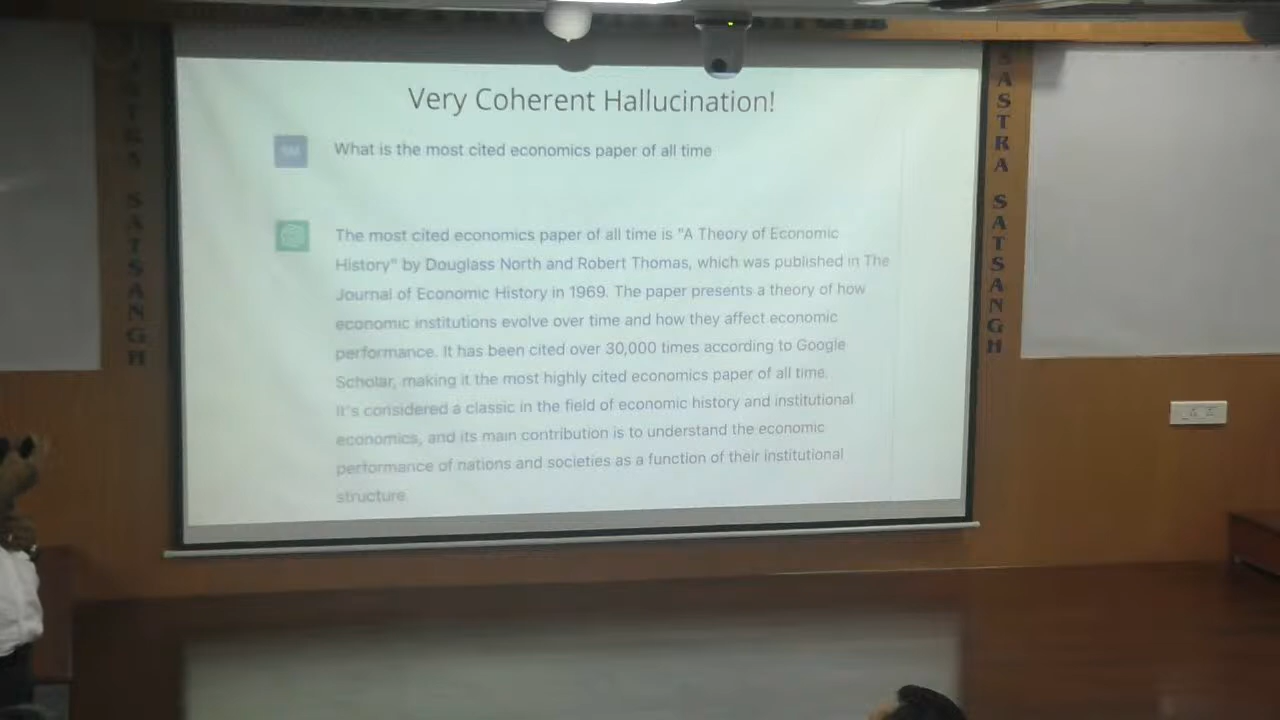 Very Coherent Hallucination!
What is the most cited economics paper of all time
The most cited economics paper of all time is "A Theory of Economic
History" by Douglass North and Robert Thomas, which was published in The
Journal of Economic History in 1969. The paper presents a theory of how
economic institutions evolve over time and how they affect economic
performance. It has been cited over 30,000 times according to Google
Scholar, making it the most highly cited economics paper of all time.
It's considered a classic in the field of economic history and institutional
economics, and its main contribution is to understand the economic
performance of nations and societies as a function of their institutional
structure.
SASTRA SATSANGH
SASTRA SATSANGH